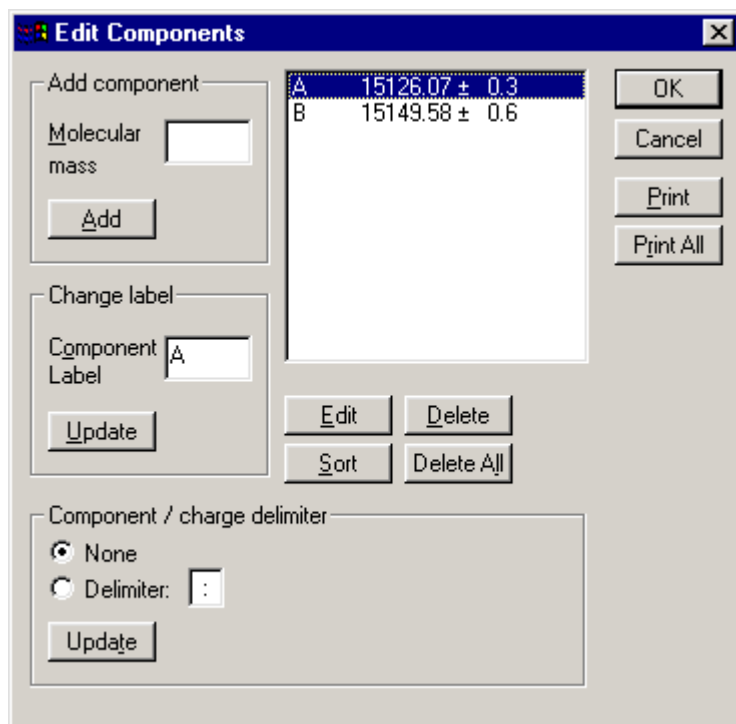 Edit Components
Add component
Molecular
mass
Add
A 15126.07 ± 0.3
B 15149.58 ± 0.6
OK
Cancel
Print
Print All
Change label
Component
Label
A
Update
Edit
Delete
Sort
Delete All
Component / charge delimiter
None
Delimiter: :
Update